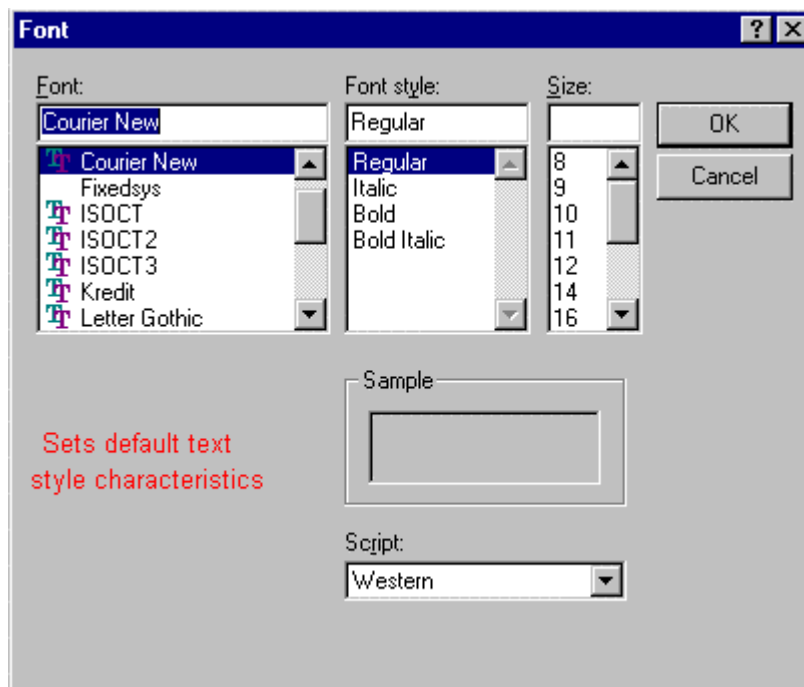 Font
Font:
Font style:
Size:
Courier New
Regular
OK
Cancel
Courier New
Fixedsys
ISOCT
ISOCT2
ISOCT3
Kredit
Letter Gothic
Regular
Italic
Bold
Bold Italic
8
9
10
11
12
14
16
Sample
Sets default text
style characteristics
Script:
Western